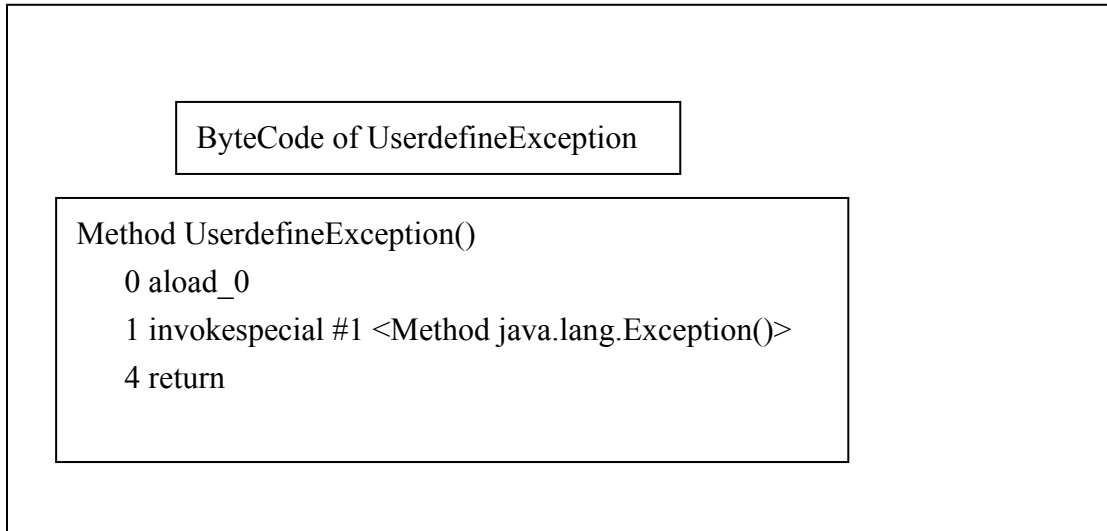 ByteCode of UserdefineException
Method UserdefineException()
0 aload_0
1 invokespecial #1 <Method java.lang.Exception()>
4 return